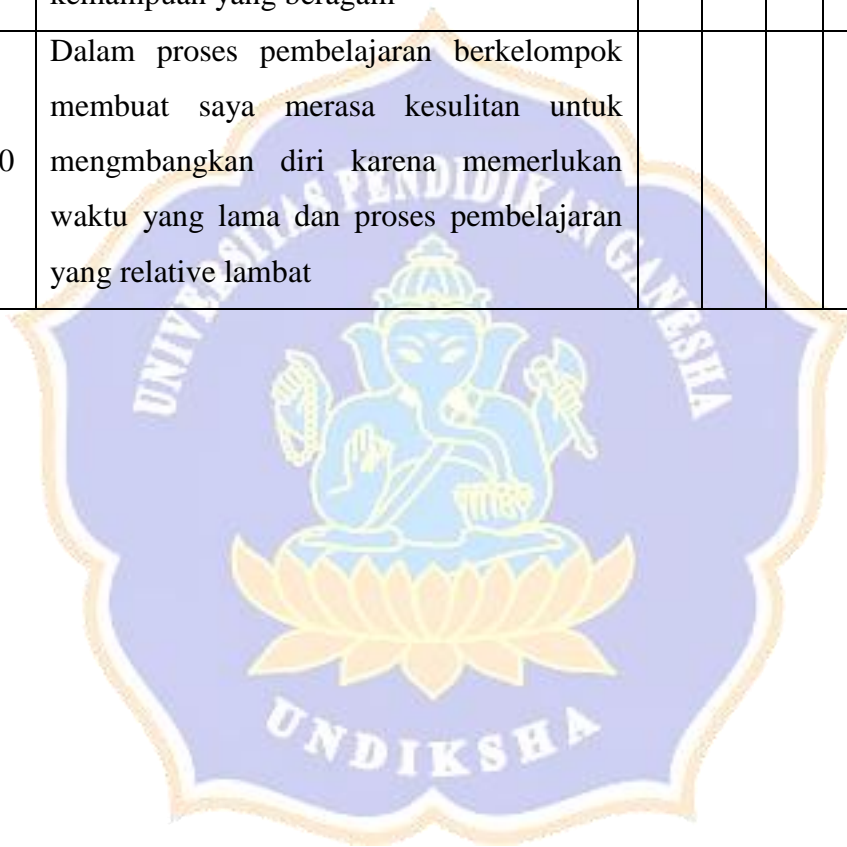 kemampuan yang beragam
Dalam proses pembelajaran berkelompok
membuat saya merasa kesulitan untuk
0 mengmbangkan diri karena memerlukan
waktu yang lama dan proses pembelajaran
yang relative lambat
UNIVERSITAS PENDIDIKAN GANESHA
UNDIKSHA